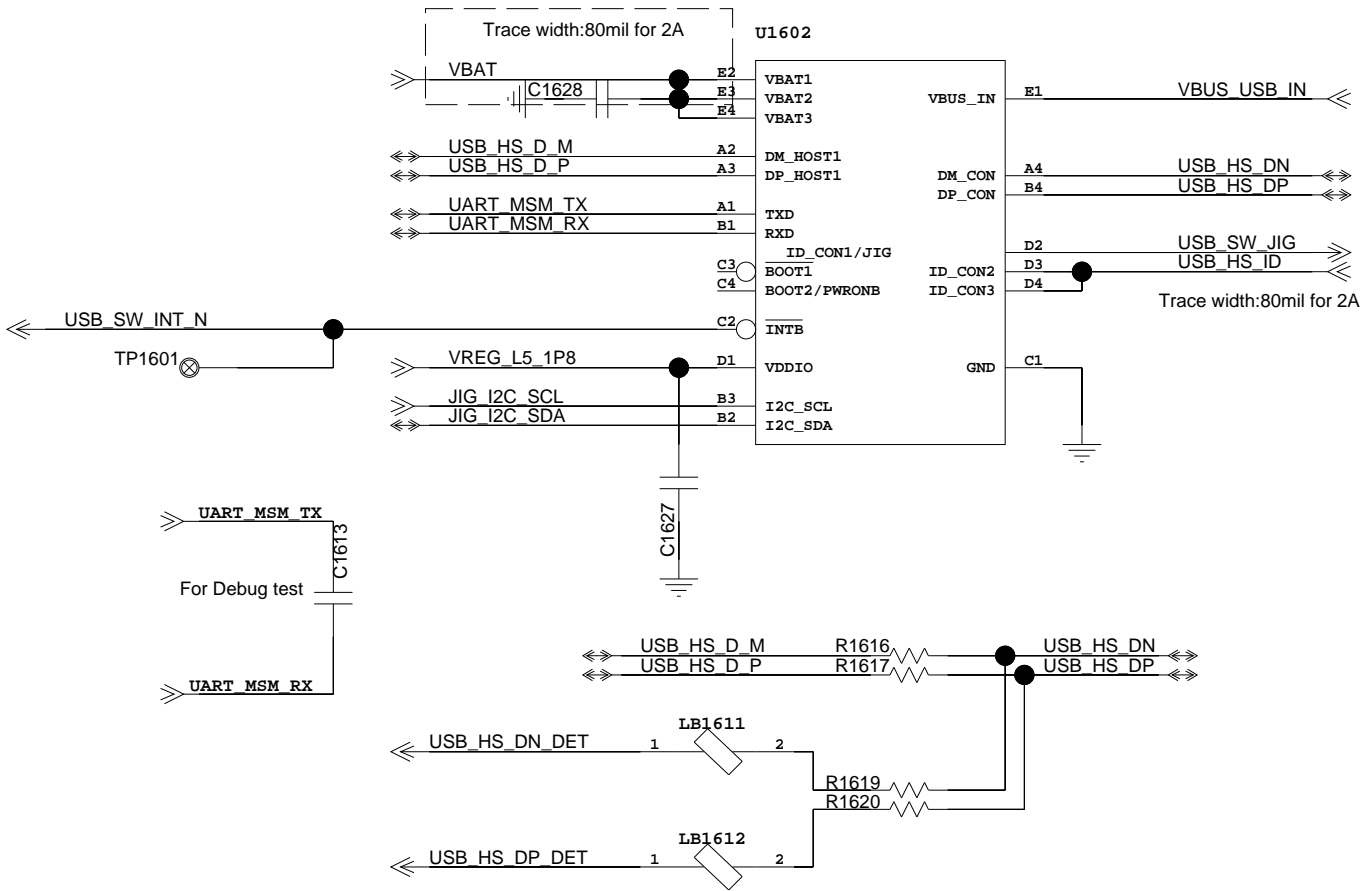 Trace width:80mil for 2A
U1602
VBAT
E2
VBAT1
C1628
E3
VBAT2
VBUS_IN
E1
VBUS_USB_IN
E4
VBAT3
USB_HS_D_M
A2
DM_HOST1
USB_HS_D_P
A3
DP_HOST1
DM_CON
A4
USB_HS_DN
DP_CON
B4
USB_HS_DP
UART_MSM_TX
A1
TXD
UART_MSM_RX
B1
RXD
ID_CON1/JIG
D2
USB_SW_JIG
C3
BOOT1
ID_CON2
D3
USB_HS_ID
C4
BOOT2/PWRONB
ID_CON3
D4
Trace width:80mil for 2A
USB_SW_INT_N
C2
INTB
TP1601
VREG_L5_1P8
D1
VDDIO
GND
C1
JIG_I2C_SCL
B3
I2C_SCL
JIG_I2C_SDA
B2
I2C_SDA
C1627
UART_MSM_TX
C1613
For Debug test
UART_MSM_RX
USB_HS_D_M
R1616
USB_HS_DN
USB_HS_D_P
R1617
USB_HS_DP
LB1611
USB_HS_DN_DET
1
2
R1619
R1620
LB1612
USB_HS_DP_DET
1
2